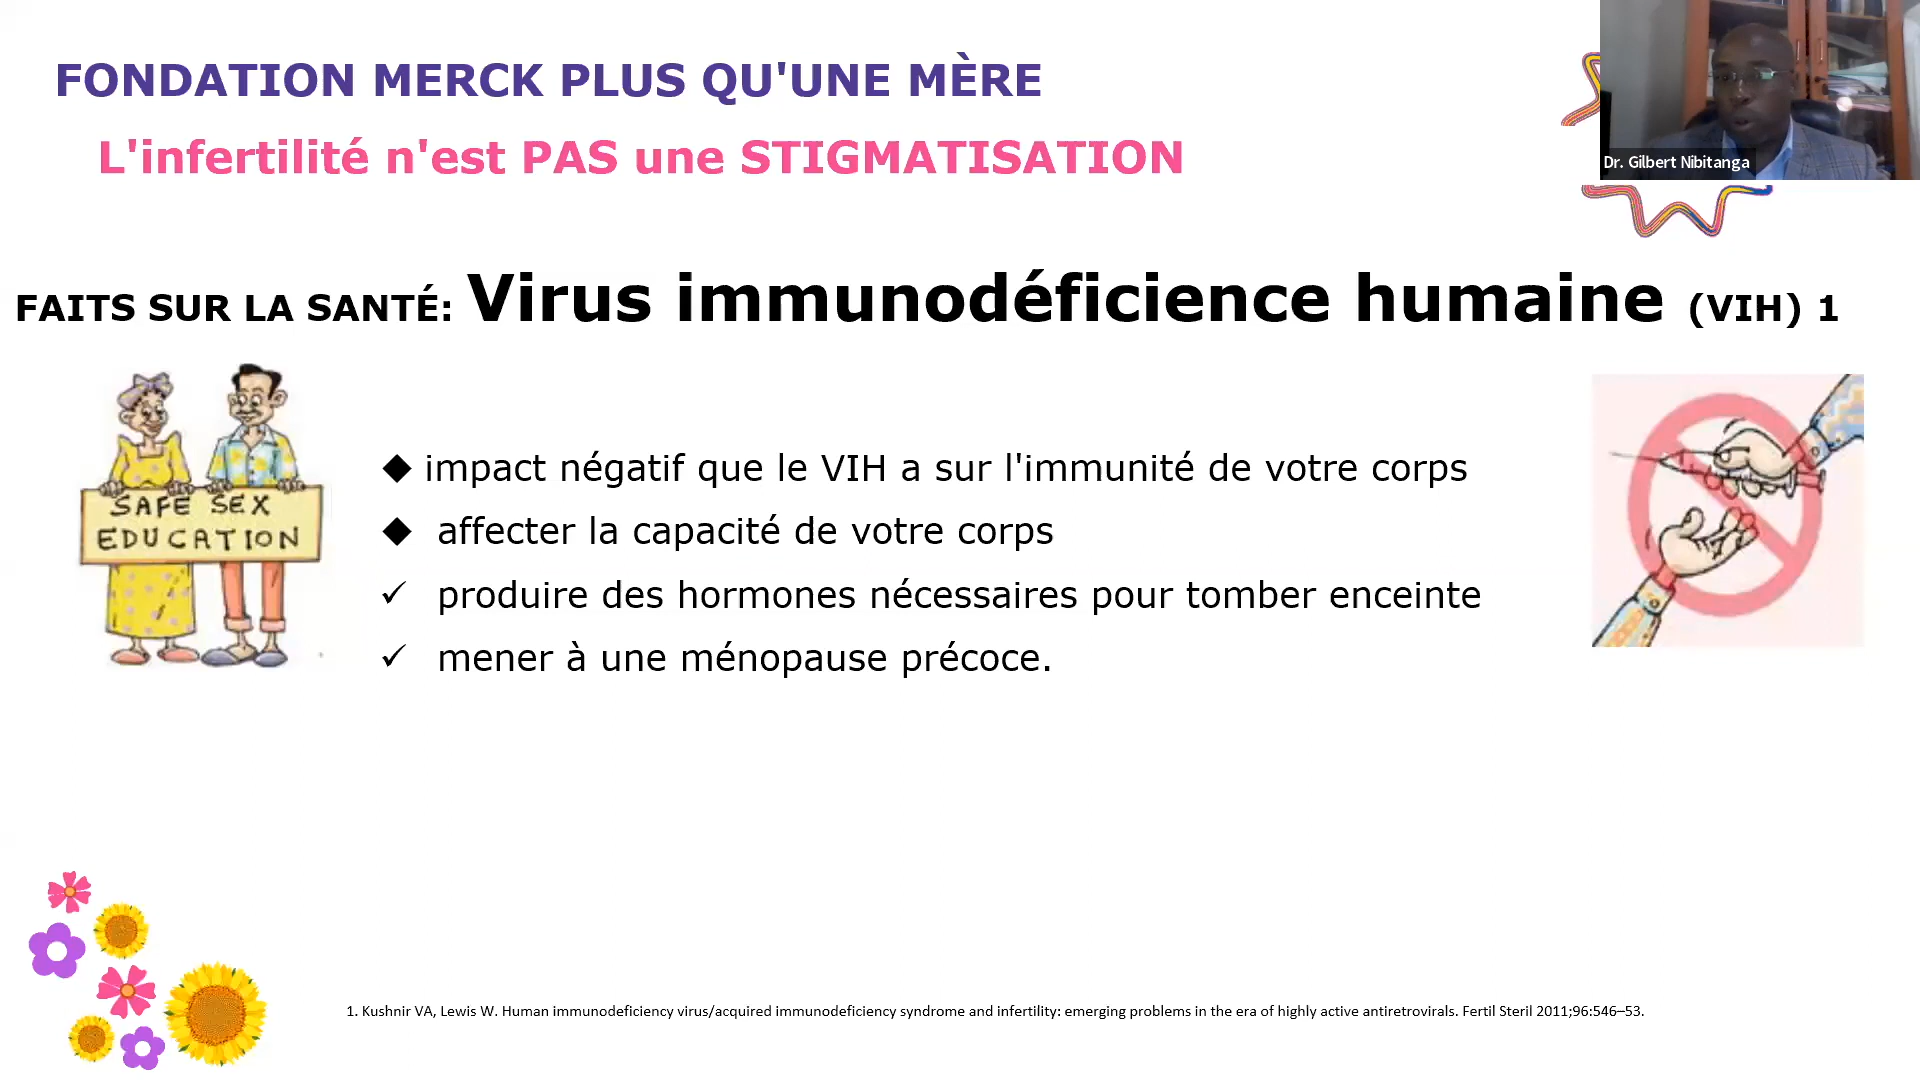 FONDATION MERCK PLUS QU'UNE MÈRE
L'infertilité n'est PAS une STIGMATISATION
Dr. Gilbert Nibitanga
FAITS SUR LA SANTÉ: Virus immunodéficience humaine (VIH) 1
SAFE SEX
EDUCATION
◆ impact négatif que le VIH a sur l'immunité de votre corps
◆ affecter la capacité de votre corps
✓ produire des hormones nécessaires pour tomber enceinte
✓ mener à une ménopause précoce.
1. Kushnir VA, Lewis W. Human immunodeficiency virus/acquired immunodeficiency syndrome and infertility: emerging problems in the era of highly active antiretrovirals. Fertil Steril 2011;96:546–53.